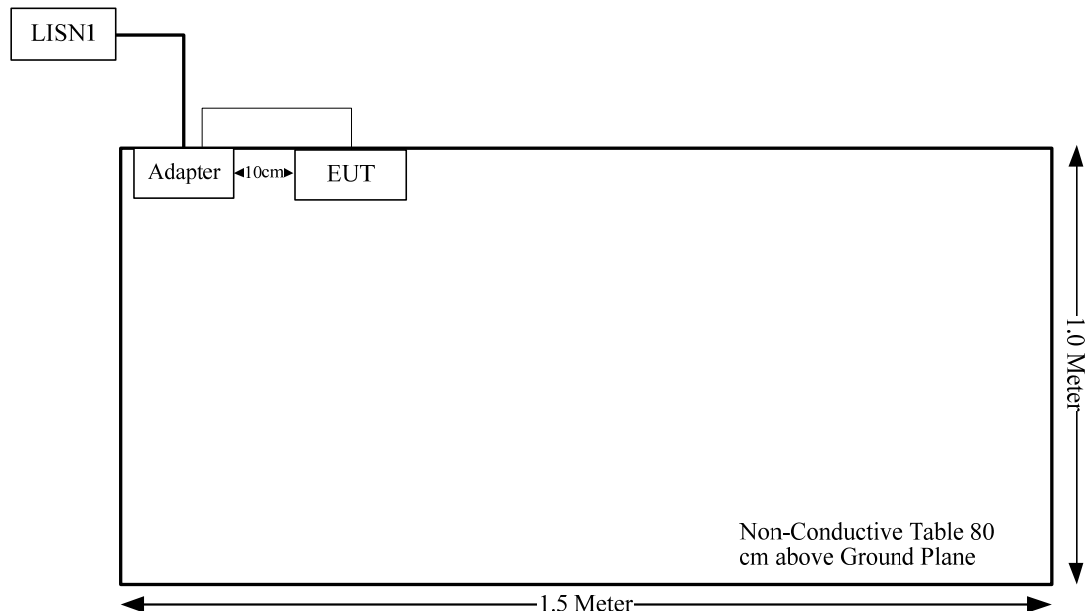 LISN1
Adapter
10cm
EUT
1.0 Meter
Non-Conductive Table 80
cm above Ground Plane
1.5 Meter